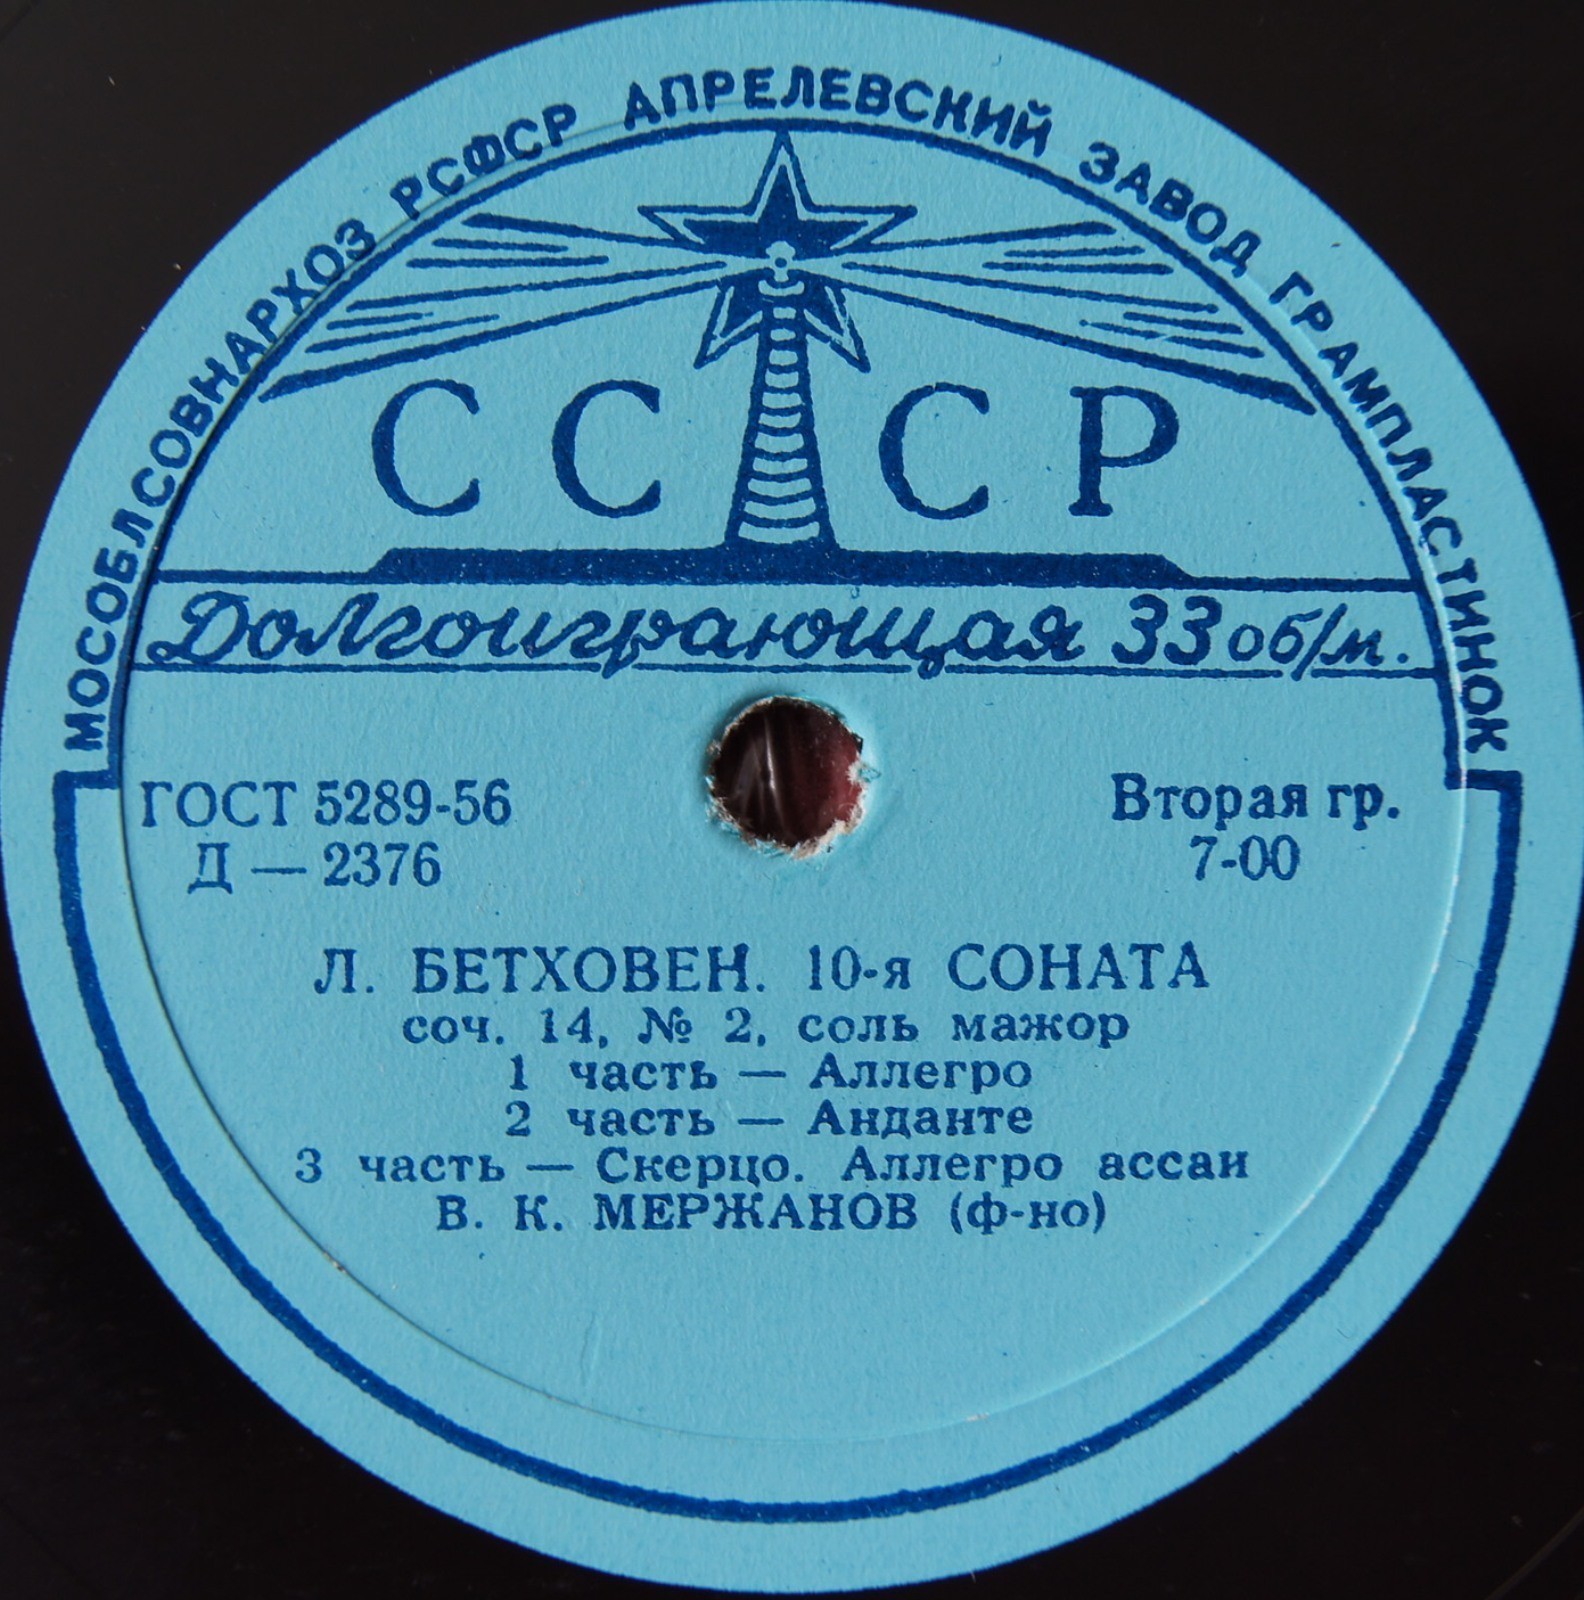 МОСОБЛСОВНАРХОЗ РСФСР АПРЕЛЕВСКИЙ ЗАВОД ГРАМПЛАСТИНОК
СССР
Долгоиграющая 33 об/м.
ГОСТ 5289-56
Д — 2376
Вторая гр.
7-00
Л. БЕТХОВЕН. 10-я СОНАТА
соч. 14, № 2, соль мажор
1 часть — Аллегро
2 часть — Анданте
3 часть — Скерцо. Аллегро ассаи
В. К. МЕРЖАНОВ (ф-но)